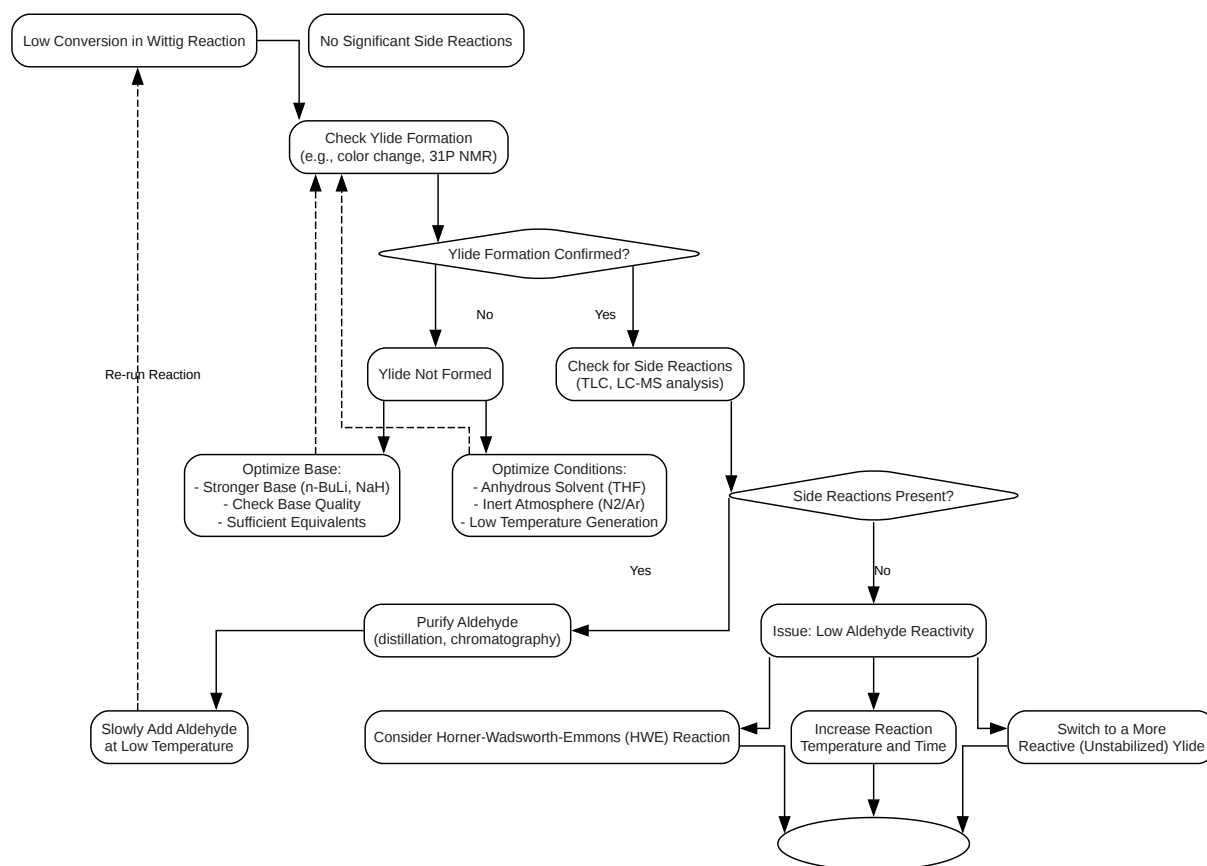 Low Conversion in Wittig Reaction
No Significant Side Reactions
Check Ylide Formation
(e.g., color change, 31P NMR)
Ylide Formation Confirmed?
No
Yes
Re-run Reaction
Ylide Not Formed
Check for Side Reactions
(TLC, LC-MS analysis)
Optimize Base:
- Stronger Base (n-BuLi, NaH)
- Check Base Quality
- Sufficient Equivalents
Optimize Conditions:
- Anhydrous Solvent (THF)
- Inert Atmosphere (N2/Ar)
- Low Temperature Generation
Side Reactions Present?
Yes
No
Purify Aldehyde
(distillation, chromatography)
Issue: Low Aldehyde Reactivity
Slowly Add Aldehyde
at Low Temperature
Consider Horner-Wadsworth-Emmons (HWE) Reaction
Increase Reaction
Temperature and Time
Switch to a More
Reactive (Unstabilized) Ylide